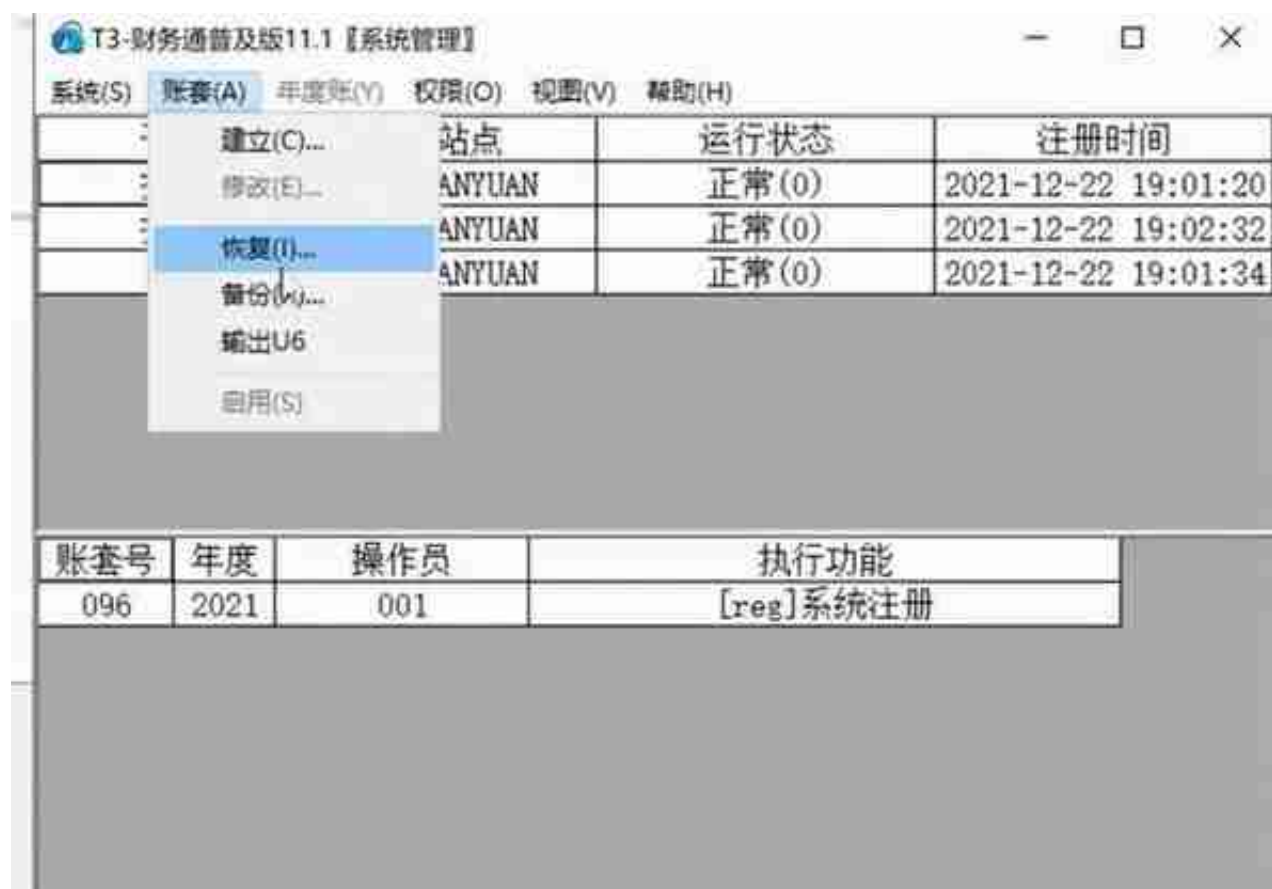 T3-财务通普及版11.1〖系统管理〗
系统(S) 账套(A) 年度账(Y) 权限(O) 视图(V) 帮助(H)
站点 运行状态 注册时间
建立(C)...
ANYUAN 正常(0) 2021-12-22 19:01:20
修改(E)...
ANYUAN 正常(0) 2021-12-22 19:02:32
恢复(I)...
ANYUAN 正常(0) 2021-12-22 19:01:34
备份
输出U6
启用(S)
账套号 年度 操作员 执行功能
096 2021 001 [reg]系统注册